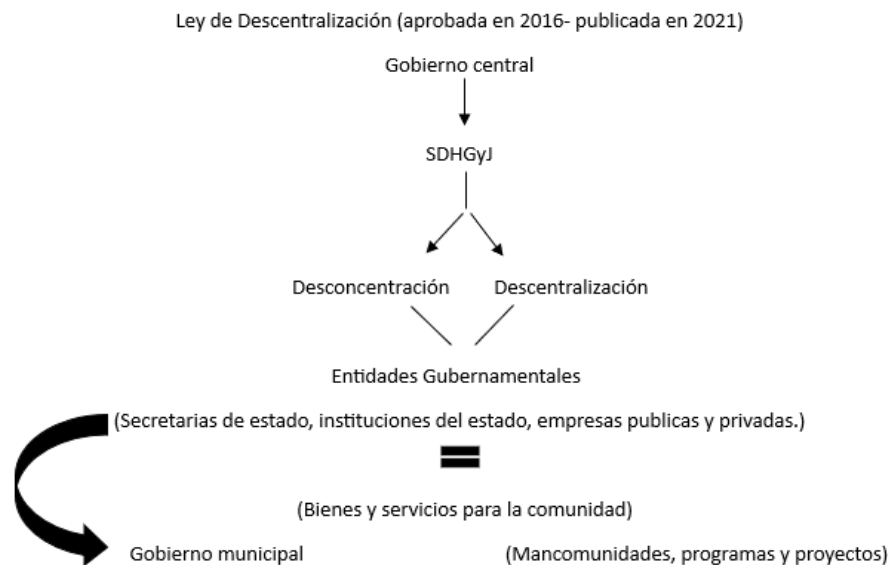 Ley de Descentralización (aprobada en 2016- publicada en 2021)
Gobierno central
SDHGyJ
Desconcentración Descentralización
Entidades Gubernamentales
(Secretarias de estado, instituciones del estado, empresas publicas y privadas.)
(Bienes y servicios para la comunidad)
Gobierno municipal (Mancomunidades, programas y proyectos)